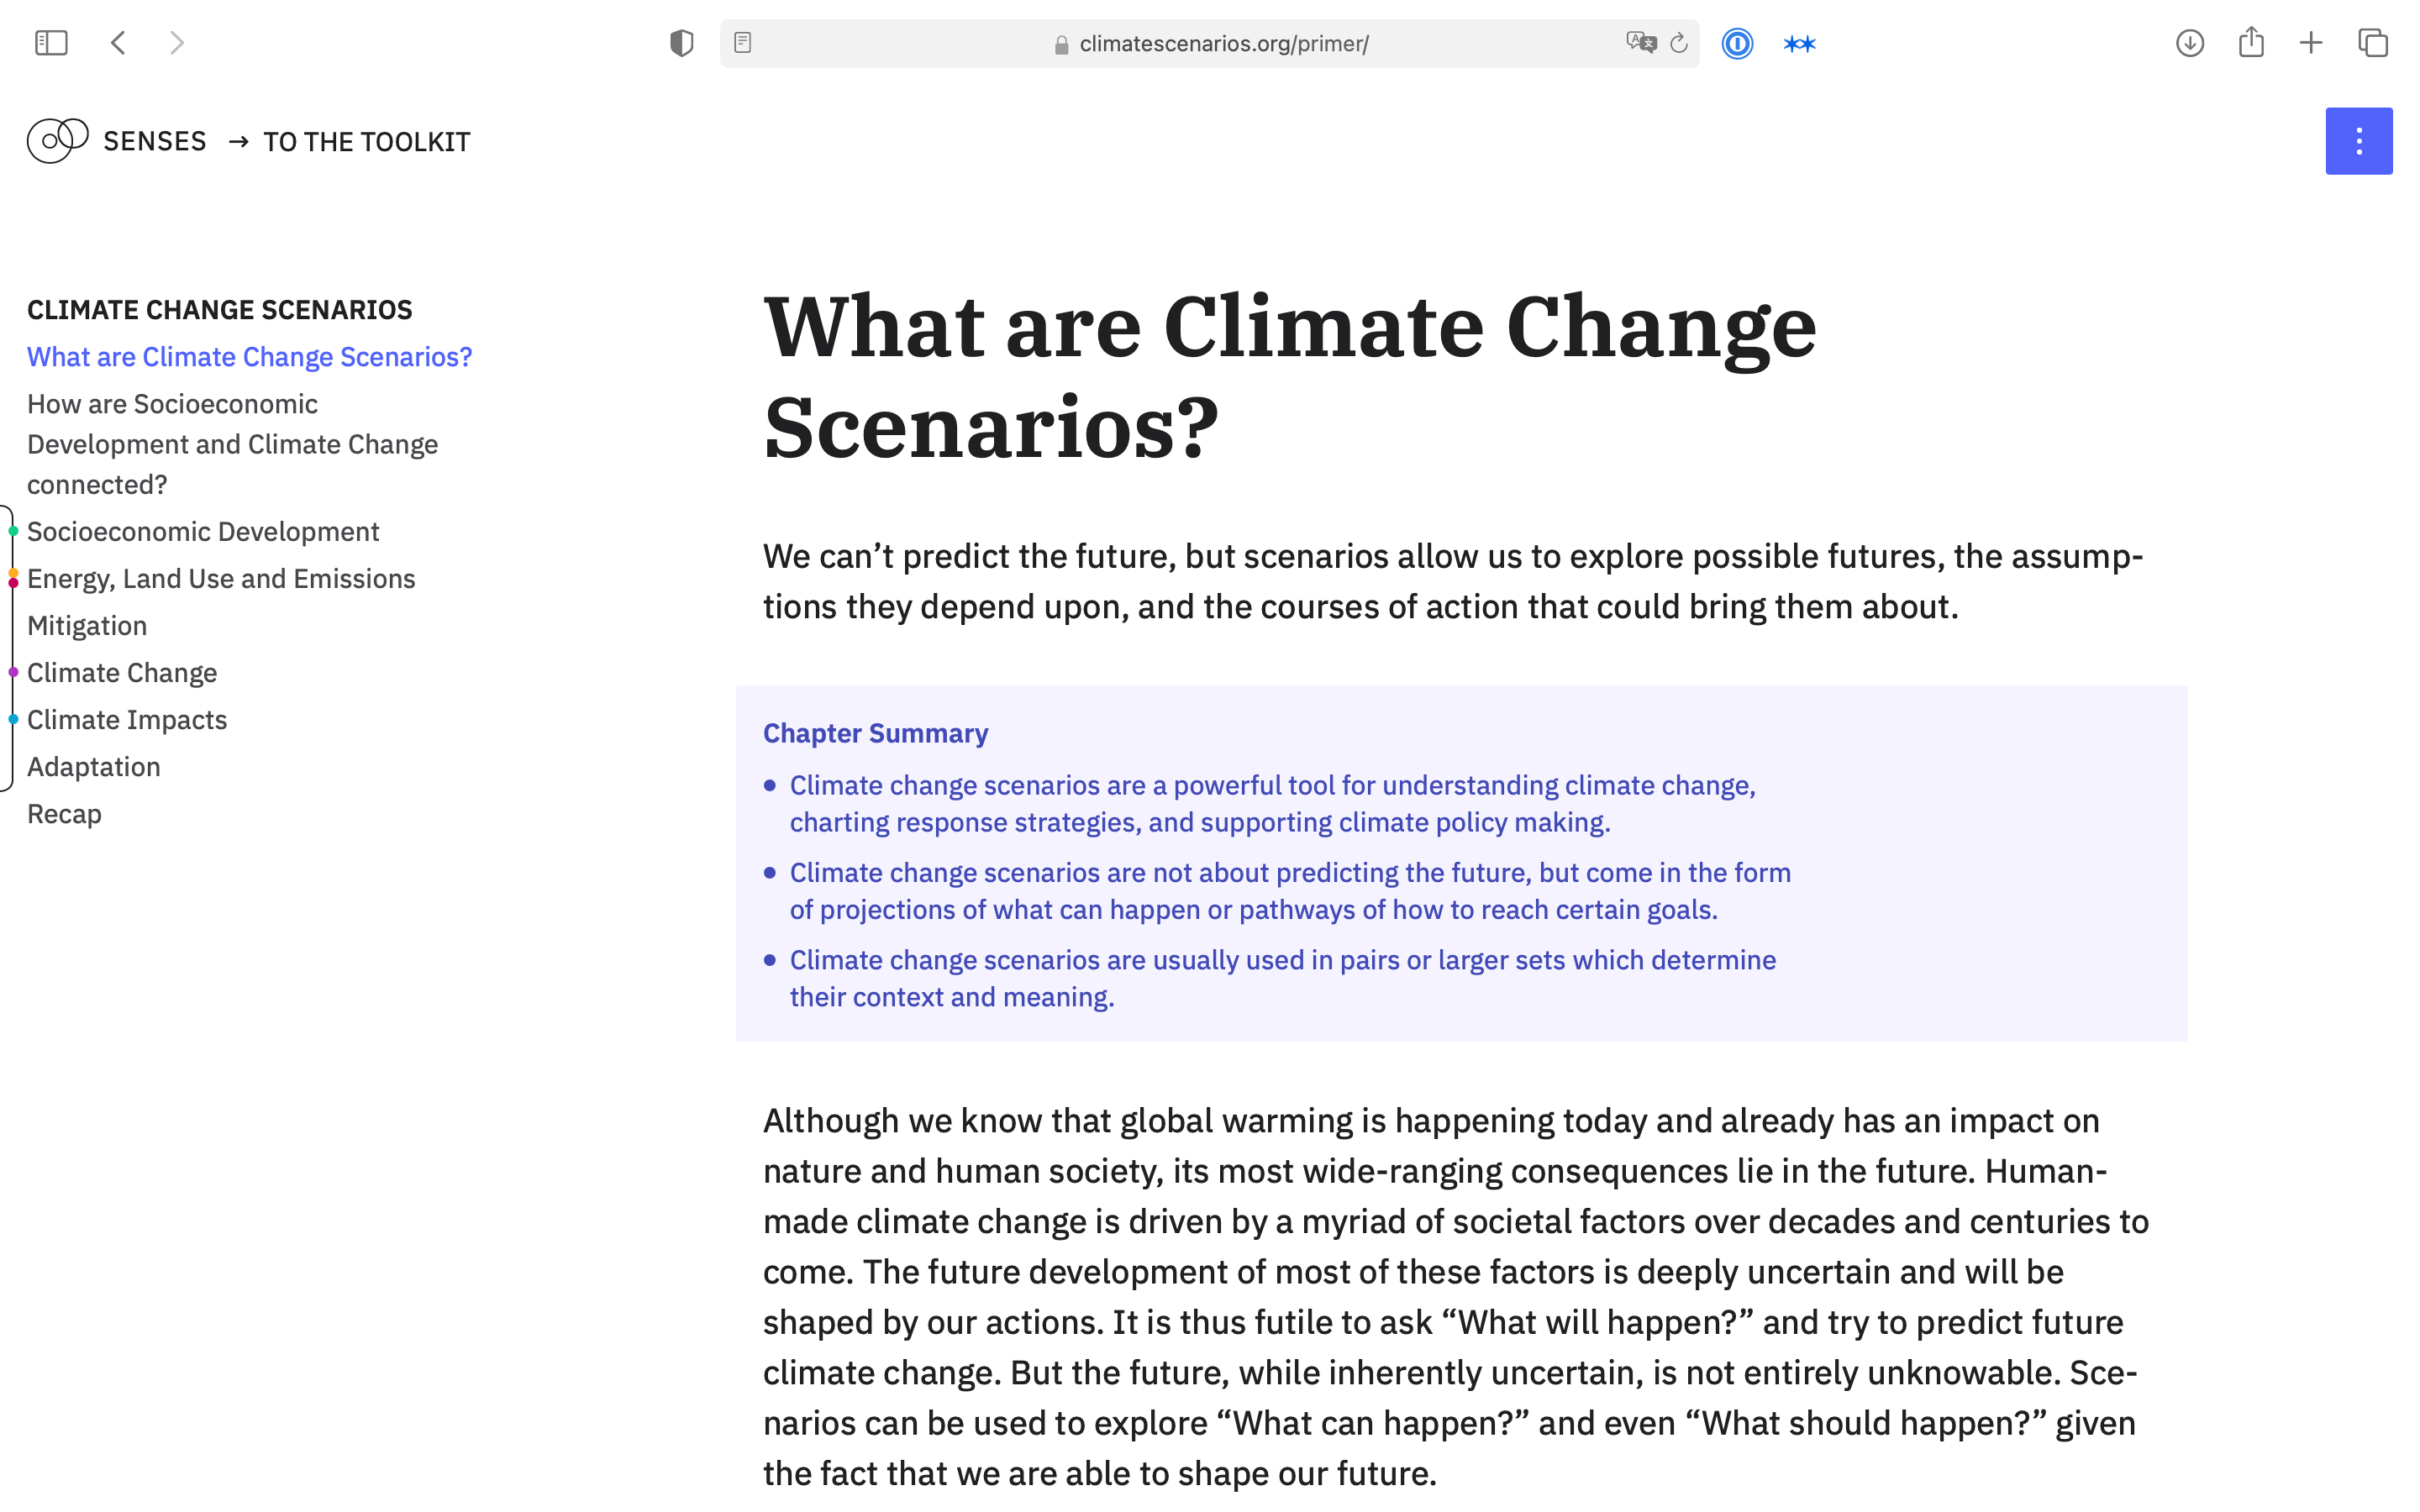 climatescenarios.org/primer/
SENSES → TO THE TOOLKIT
CLIMATE CHANGE SCENARIOS
What are Climate Change Scenarios?
How are Socioeconomic
Development and Climate Change
connected?
Socioeconomic Development
Energy, Land Use and Emissions
Mitigation
Climate Change
Climate Impacts
Adaptation
Recap
What are Climate Change
Scenarios?
We can’t predict the future, but scenarios allow us to explore possible futures, the assump-
tions they depend upon, and the courses of action that could bring them about.
Chapter Summary
• Climate change scenarios are a powerful tool for understanding climate change,
charting response strategies, and supporting climate policy making.
• Climate change scenarios are not about predicting the future, but come in the form
of projections of what can happen or pathways of how to reach certain goals.
• Climate change scenarios are usually used in pairs or larger sets which determine
their context and meaning.
Although we know that global warming is happening today and already has an impact on
nature and human society, its most wide-ranging consequences lie in the future. Human-
made climate change is driven by a myriad of societal factors over decades and centuries to
come. The future development of most of these factors is deeply uncertain and will be
shaped by our actions. It is thus futile to ask “What will happen?” and try to predict future
climate change. But the future, while inherently uncertain, is not entirely unknowable. Sce-
narios can be used to explore “What can happen?” and even “What should happen?” given
the fact that we are able to shape our future.